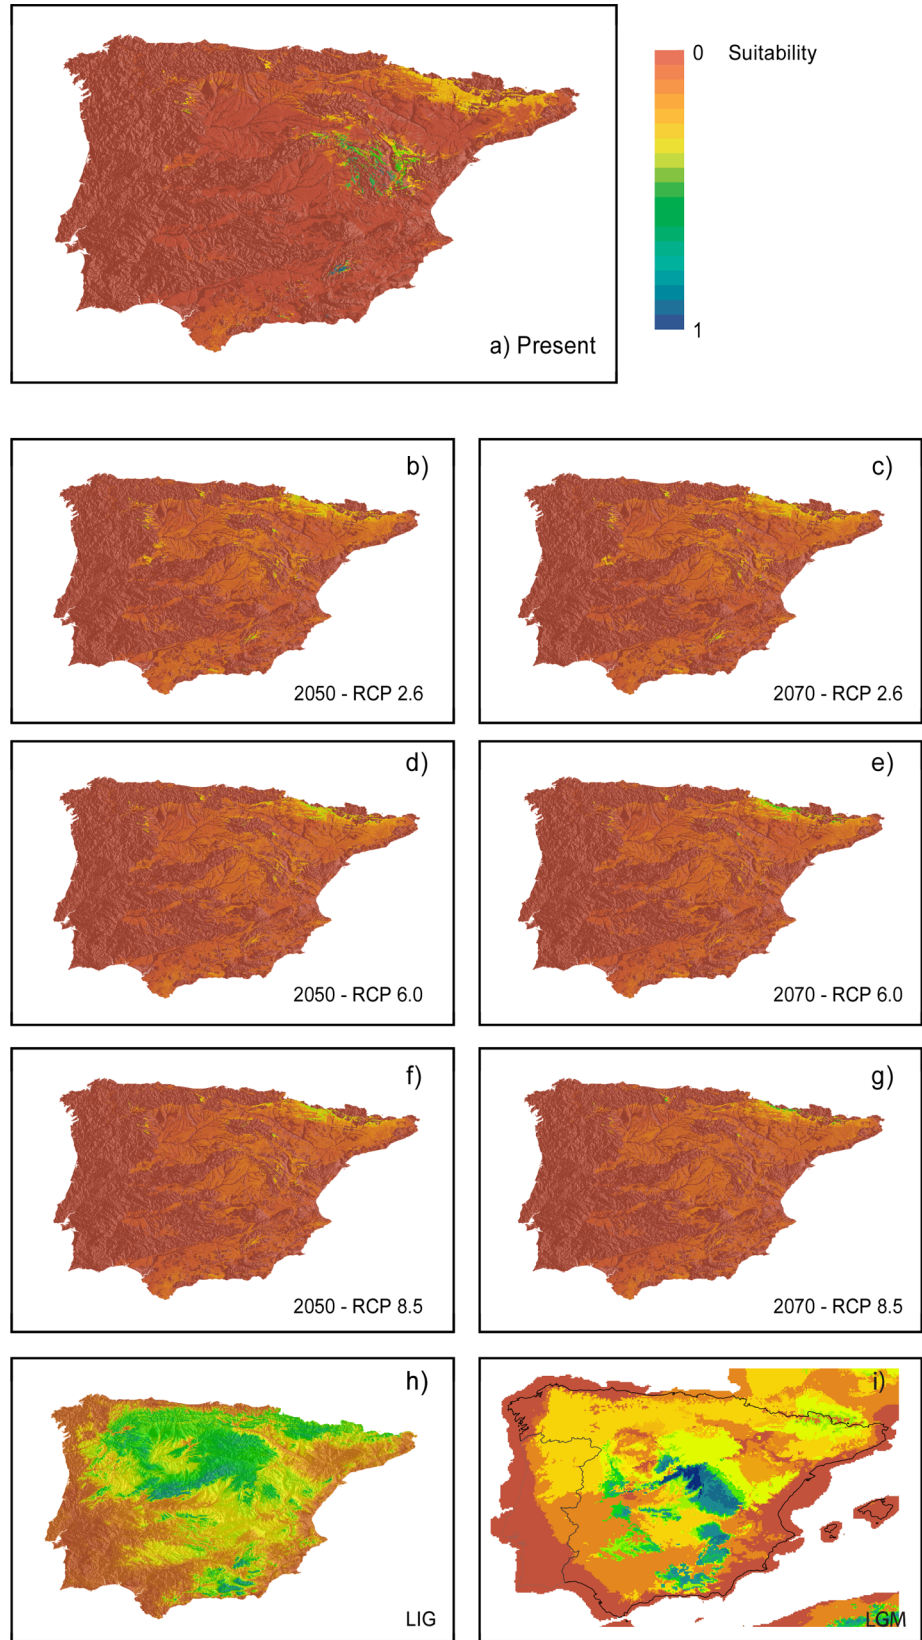 0 Suitability
1
a) Present
b)
2050 - RCP 2.6
c)
2070 - RCP 2.6
d)
2050 - RCP 6.0
e)
2070 - RCP 6.0
f)
2050 - RCP 8.5
g)
2070 - RCP 8.5
h)
LIG
i)
LGM